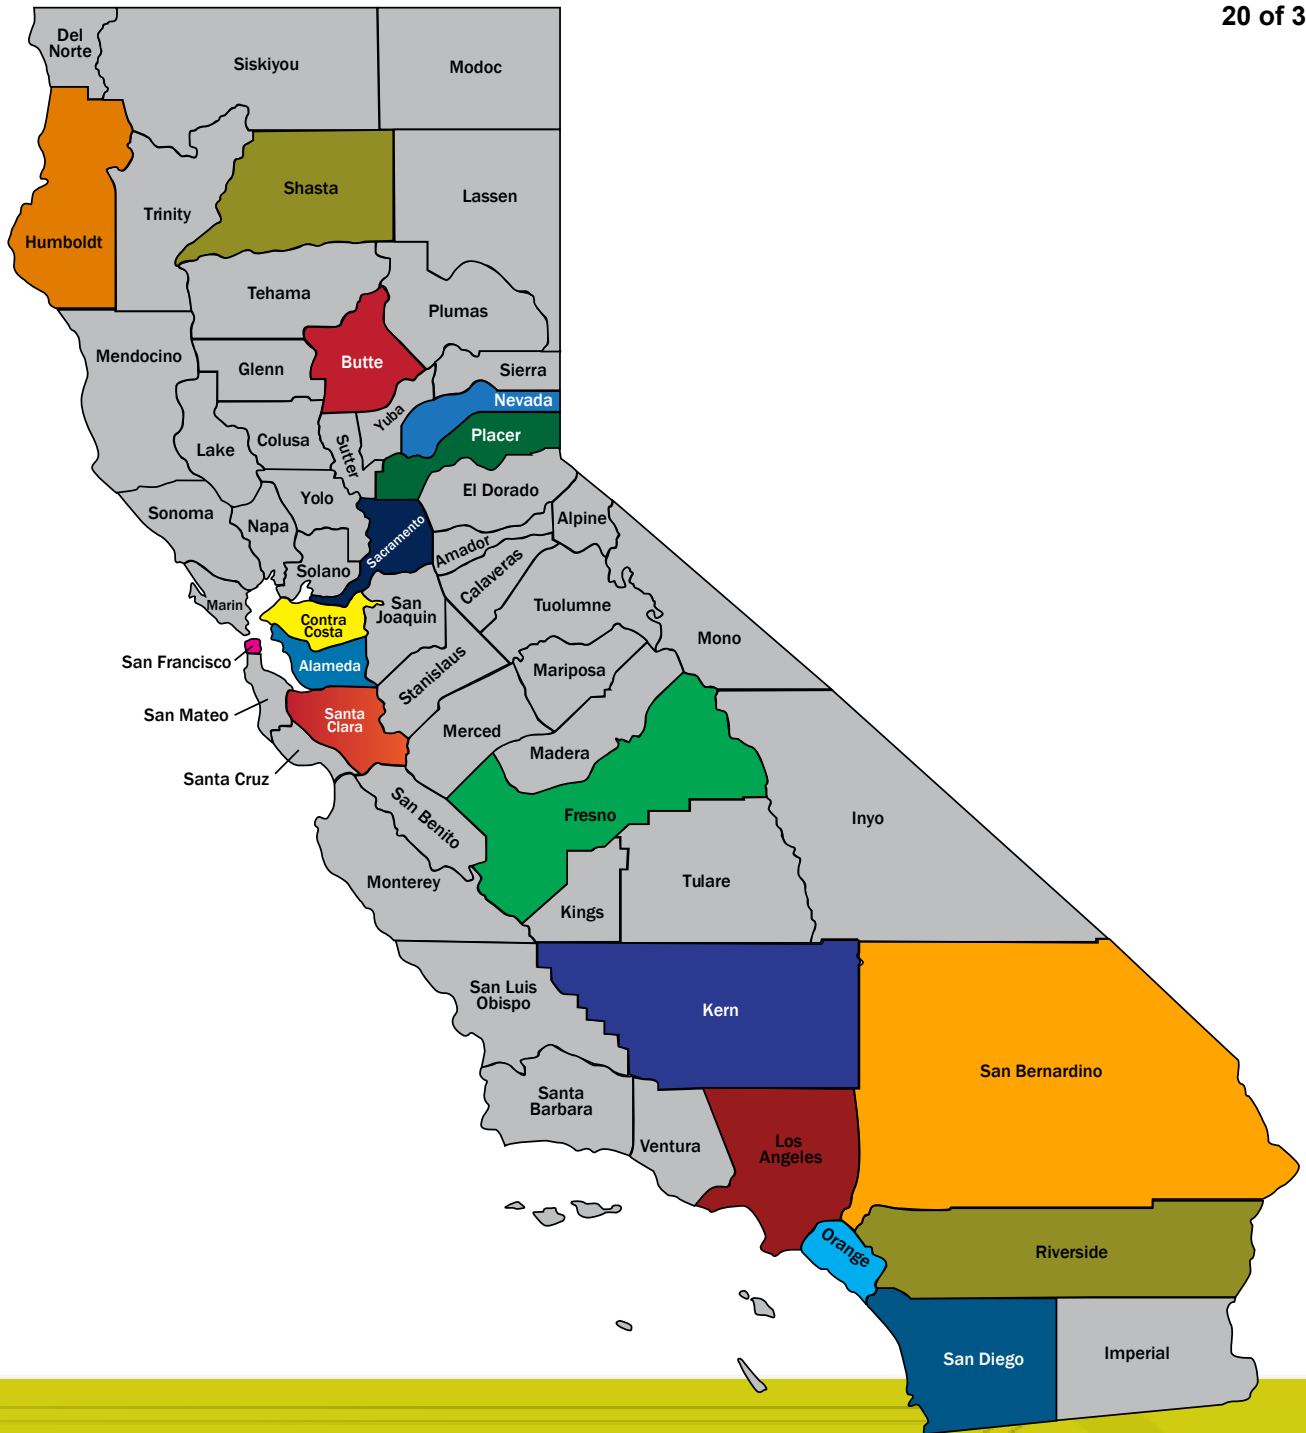 20 of 3
Del
Norte
Siskiyou
Modoc
Shasta
Lassen
Trinity
Humboldt
Tehama
Plumas
Mendocino
Butte
Glenn
Sierra
Nevada
Yuba
Placer
Colusa
Sutter
Lake
El Dorado
Yolo
Sonoma
Napa
Alpine
Sacramento
Amador
Solano
Calaveras
Marin
San
Joaquin
Tuolumne
Contra
Costa
Mono
San Francisco
Alameda
Stanislaus
Mariposa
San Mateo
Santa
Clara
Merced
Madera
Santa Cruz
San Benito
Fresno
Inyo
Monterey
Tulare
Kings
San Luis
Obispo
Kern
San Bernardino
Santa
Barbara
Ventura
Los
Angeles
Orange
Riverside
San Diego
Imperial